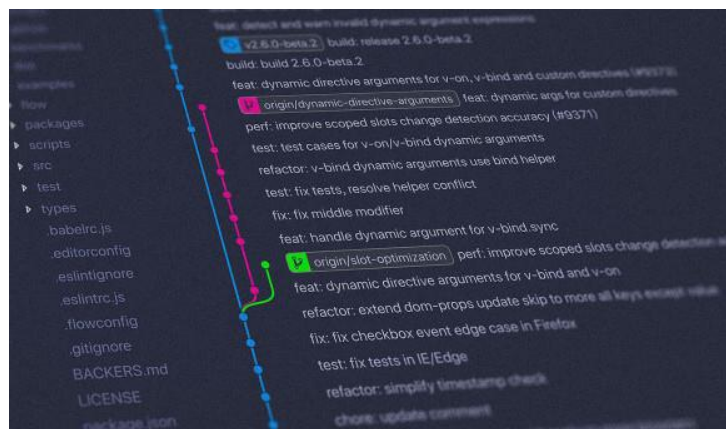 examples
flow
packages
scripts
src
test
types
.babelrc.js
.editorconfig
.eslintignore
.eslintrc.js
.flowconfig
.gitignore
BACKERS.md
LICENSE
package.json
feat: detect and warn invalid dynamic argument expressions
v2.6.0-beta.2 build: release 2.6.0-beta.2
build: build 2.6.0-beta.2
feat: dynamic directive arguments for v-on, v-bind and custom directives (#9373)
origin/dynamic-directive-arguments feat: dynamic args for custom directives
perf: improve scoped slots change detection accuracy (#9371)
test: test cases for v-on/v-bind dynamic arguments
refactor: v-bind dynamic arguments use bind helper
test: fix tests, resolve helper conflict
fix: fix middle modifier
feat: handle dynamic argument for v-bind.sync
origin/slot-optimization perf: improve scoped slots change detection
feat: dynamic directive arguments for v-bind and v-on
refactor: extend dom-props update skip to more all keys except value
fix: fix checkbox event edge case in Firefox
test: fix tests in IE/Edge
refactor: simplify timestamp check
chore: update comment